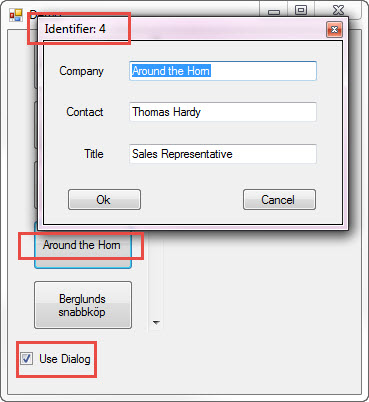 Identifier: 4
Company
Around the Horn
Contact
Thomas Hardy
Title
Sales Representative
Ok
Cancel
Around the Horn
Berglunds
snabbköp
Use Dialog